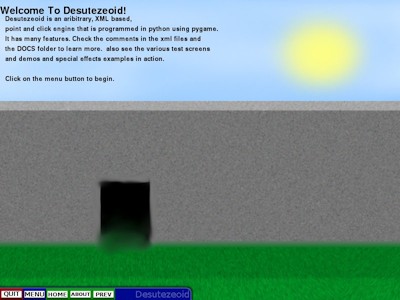 Welcome To Desutezeoid!
Desutezeoid is an aribitrary, XML based,
point and click engine that is programmed in python using pygame.
It has many features. Check the comments in the xml files and
the DOCS folder to learn more. also see the various test screens
and demos and special effects examples in action.
Click on the menu button to begin.
QUIT MENU HOME ABOUT PREV Desutezeoid